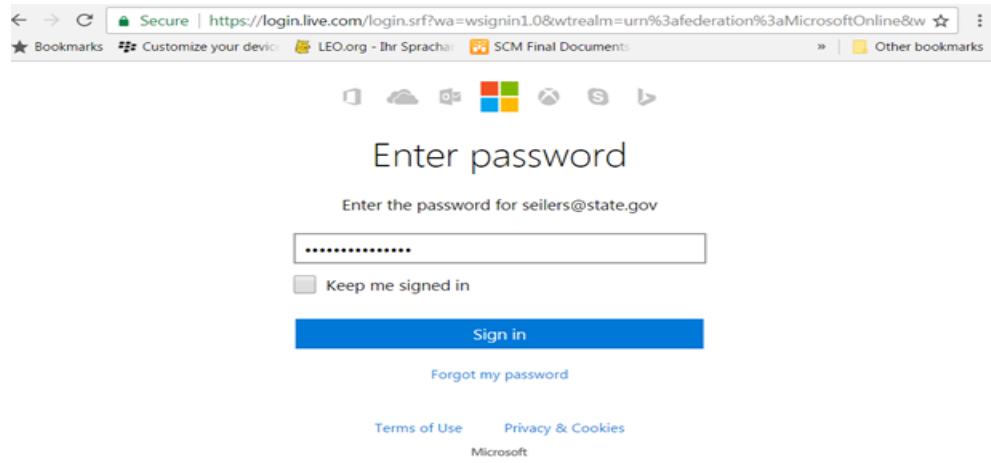 Secure | https://login.live.com/login.srf?wa=wsignin1.0&wtrealm=urn%3afederation%3aMicrosoftOnline&w
Bookmarks Customize your devic LEO.org - Ihr Sprachar SCM Final Documents » Other bookmarks
Enter password
Enter the password for seilers@state.gov
•••••••••••••••
Keep me signed in
Sign in
Forgot my password
Terms of Use Privacy & Cookies
Microsoft